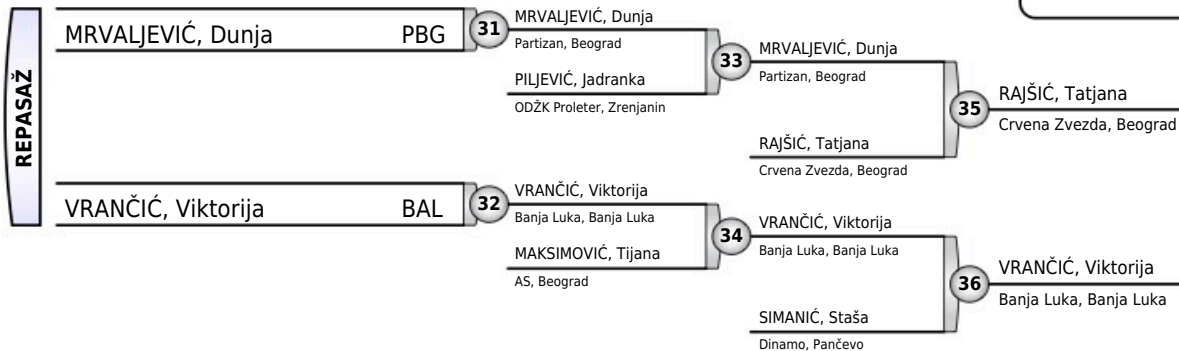 REPASAŽ
MRVALJEVIĆ, Dunja PBG
31
MRVALJEVIĆ, Dunja
Partizan, Beograd
PILJEVIĆ, Jadranka
ODŽK Proleter, Zrenjanin
33
MRVALJEVIĆ, Dunja
Partizan, Beograd
RAJŠIĆ, Tatjana
Crvena Zvezda, Beograd
35
RAJŠIĆ, Tatjana
Crvena Zvezda, Beograd
VRANČIĆ, Viktorija BAL
32
VRANČIĆ, Viktorija
Banja Luka, Banja Luka
MAKSIMOVIĆ, Tijana
AS, Beograd
34
VRANČIĆ, Viktorija
Banja Luka, Banja Luka
SIMANIĆ, Staša
Dinamo, Pančevo
36
VRANČIĆ, Viktorija
Banja Luka, Banja Luka